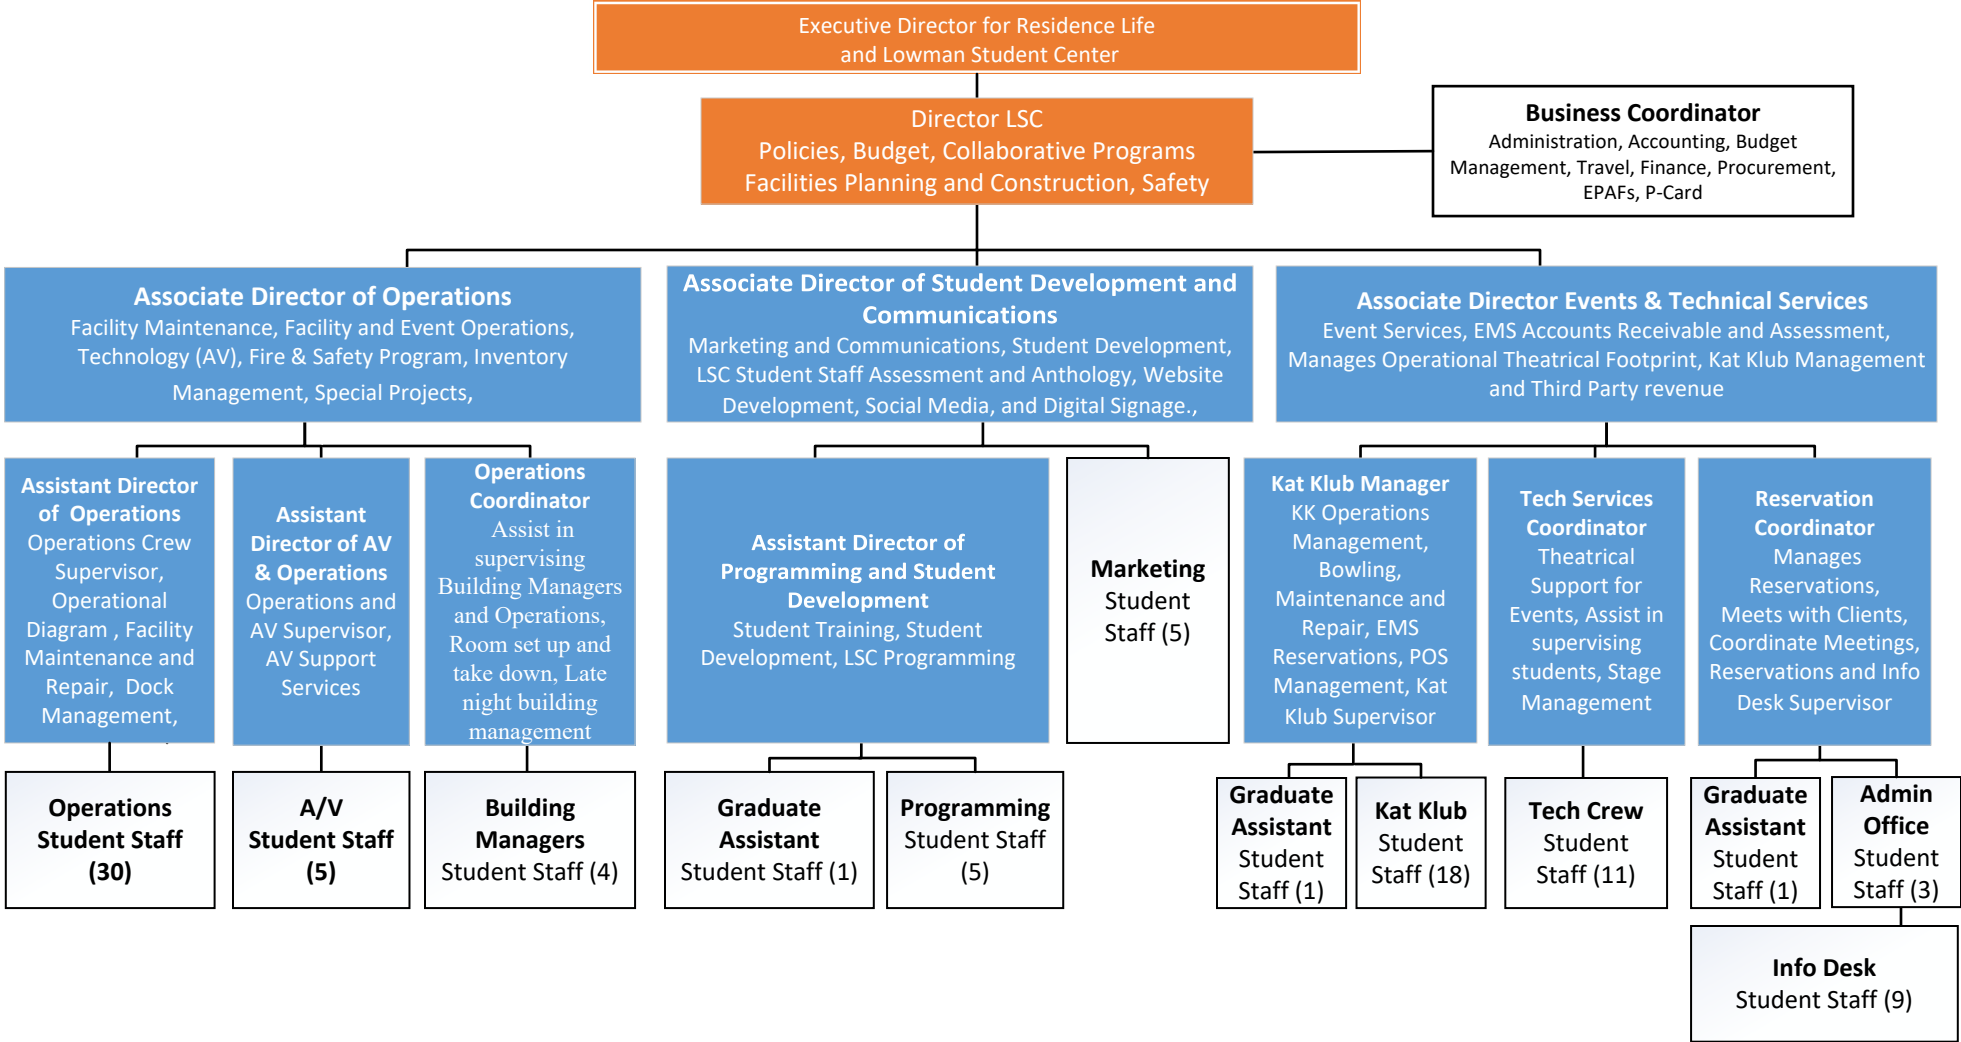 Executive Director for Residence Life
and Lowman Student Center
Director LSC
Policies, Budget, Collaborative Programs
Facilities Planning and Construction, Safety
Business Coordinator
Administration, Accounting, Budget
Management, Travel, Finance, Procurement,
EPAFs, P-Card
Associate Director of Operations
Facility Maintenance, Facility and Event Operations,
Technology (AV), Fire & Safety Program, Inventory
Management, Special Projects,
Associate Director of Student Development and
Communications
Marketing and Communications, Student Development,
LSC Student Staff Assessment and Anthology, Website
Development, Social Media, and Digital Signage.,
Associate Director Events & Technical Services
Event Services, EMS Accounts Receivable and Assessment,
Manages Operational Theatrical Footprint, Kat Klub Management
and Third Party revenue
Assistant Director
of Operations
Operations Crew
Supervisor,
Operational
Diagram , Facility
Maintenance and
Repair, Dock
Management,
Assistant
Director of AV
& Operations
Operations and
AV Supervisor,
AV Support
Services
Operations
Coordinator
Assist in
supervising
Building Managers
and Operations,
Room set up and
take down, Late
night building
management
Assistant Director of
Programming and Student
Development
Student Training, Student
Development, LSC Programming
Marketing
Student
Staff (5)
Kat Klub Manager
KK Operations
Management,
Bowling,
Maintenance and
Repair, EMS
Reservations, POS
Management, Kat
Klub Supervisor
Tech Services
Coordinator
Theatrical
Support for
Events, Assist in
supervising
students, Stage
Management
Reservation
Coordinator
Manages
Reservations,
Meets with Clients,
Coordinate Meetings,
Reservations and Info
Desk Supervisor
Operations
Student Staff
(30)
A/V
Student Staff
(5)
Building
Managers
Student Staff (4)
Graduate
Assistant
Student Staff (1)
Programming
Student Staff
(5)
Graduate
Assistant
Student
Staff (1)
Kat Klub
Student
Staff (18)
Tech Crew
Student
Staff (11)
Graduate
Assistant
Student
Staff (1)
Admin
Office
Student
Staff (3)
Info Desk
Student Staff (9)